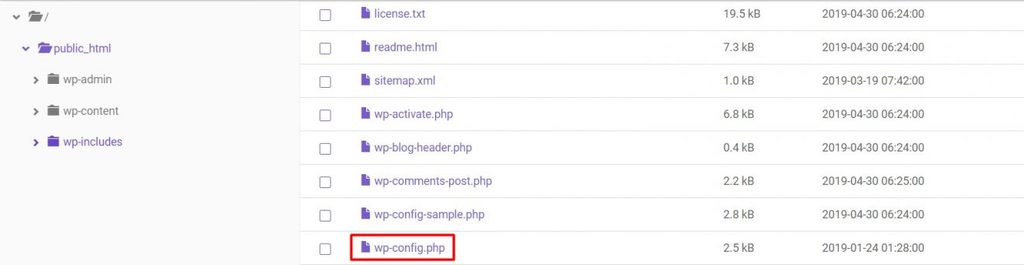 /
public_html
wp-admin
wp-content
wp-includes
license.txt 19.5 kB 2019-04-30 06:24:00
readme.html 7.3 kB 2019-04-30 06:24:00
sitemap.xml 1.0 kB 2019-03-19 07:42:00
wp-activate.php 6.8 kB 2019-04-30 06:24:00
wp-blog-header.php 0.4 kB 2019-04-30 06:24:00
wp-comments-post.php 2.2 kB 2019-04-30 06:25:00
wp-config-sample.php 2.8 kB 2019-04-30 06:24:00
wp-config.php 2.5 kB 2019-01-24 01:28:00